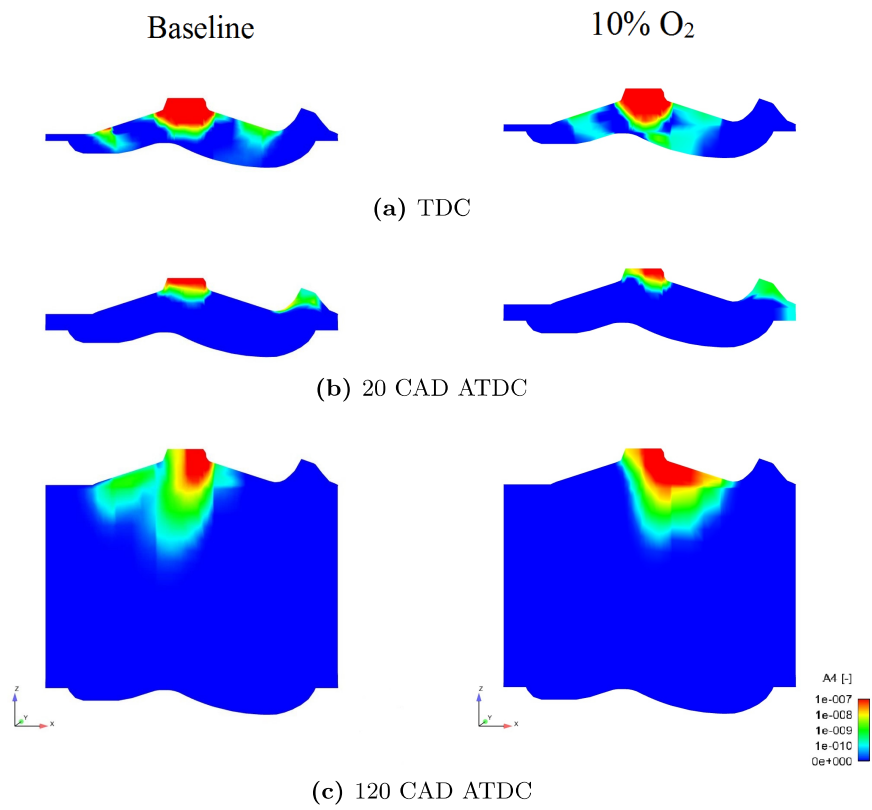 Baseline
10% O₂
(a) TDC
(b) 20 CAD ATDC
Z
Y
X
Z
Y
X
A4 [-]
1e-007
1e-008
1e-009
1e-010
0e+000
(c) 120 CAD ATDC